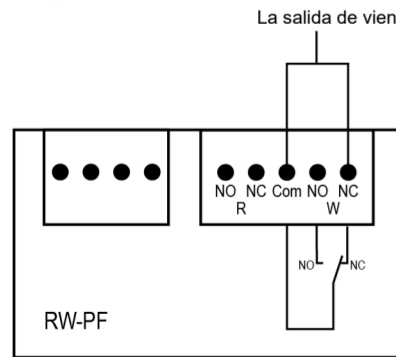 La salida de vien
NO NC Com NO NC
R W
NO NC
RW-PF